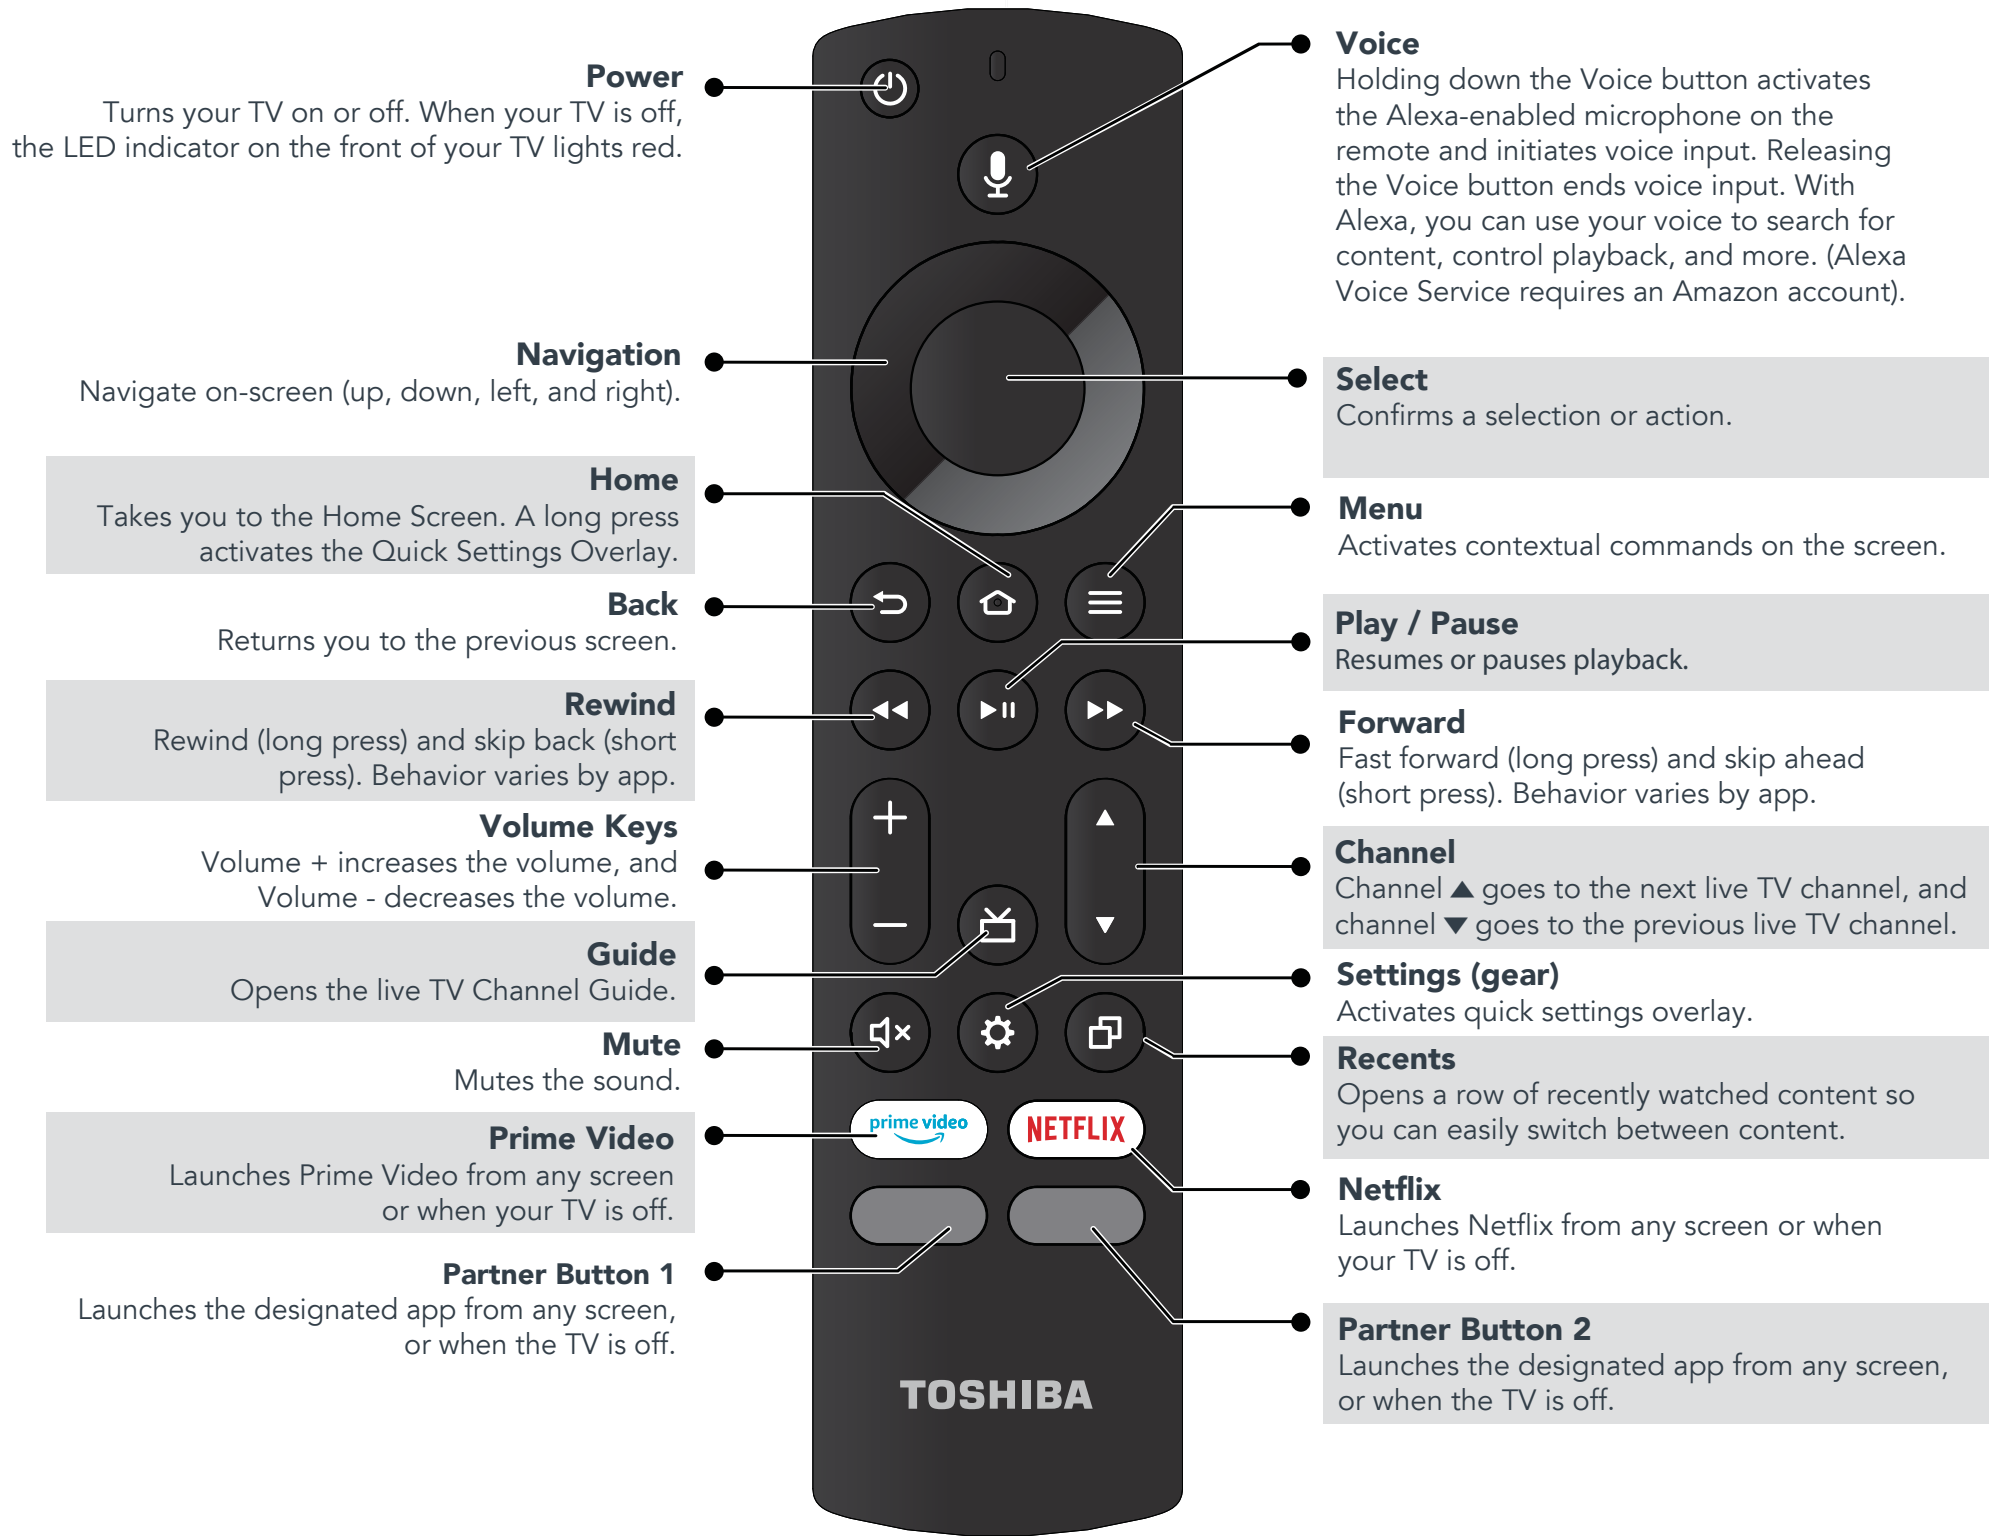 Power
Turns your TV on or off. When your TV is off,
the LED indicator on the front of your TV lights red.
Navigation
Navigate on-screen (up, down, left, and right).
Home
Takes you to the Home Screen. A long press
activates the Quick Settings Overlay.
Back
Returns you to the previous screen.
Rewind
Rewind (long press) and skip back (short
press). Behavior varies by app.
Volume Keys
Volume + increases the volume, and
Volume - decreases the volume.
Guide
Opens the live TV Channel Guide.
Mute
Mutes the sound.
Prime Video
Launches Prime Video from any screen
or when your TV is off.
Partner Button 1
Launches the designated app from any screen,
or when the TV is off.
prime video
NETFLIX
TOSHIBA
Voice
Holding down the Voice button activates
the Alexa-enabled microphone on the
remote and initiates voice input. Releasing
the Voice button ends voice input. With
Alexa, you can use your voice to search for
content, control playback, and more. (Alexa
Voice Service requires an Amazon account).
Select
Confirms a selection or action.
Menu
Activates contextual commands on the screen.
Play / Pause
Resumes or pauses playback.
Forward
Fast forward (long press) and skip ahead
(short press). Behavior varies by app.
Channel
Channel ▲ goes to the next live TV channel, and
channel ▼ goes to the previous live TV channel.
Settings (gear)
Activates quick settings overlay.
Recents
Opens a row of recently watched content so
you can easily switch between content.
Netflix
Launches Netflix from any screen or when
your TV is off.
Partner Button 2
Launches the designated app from any screen,
or when the TV is off.